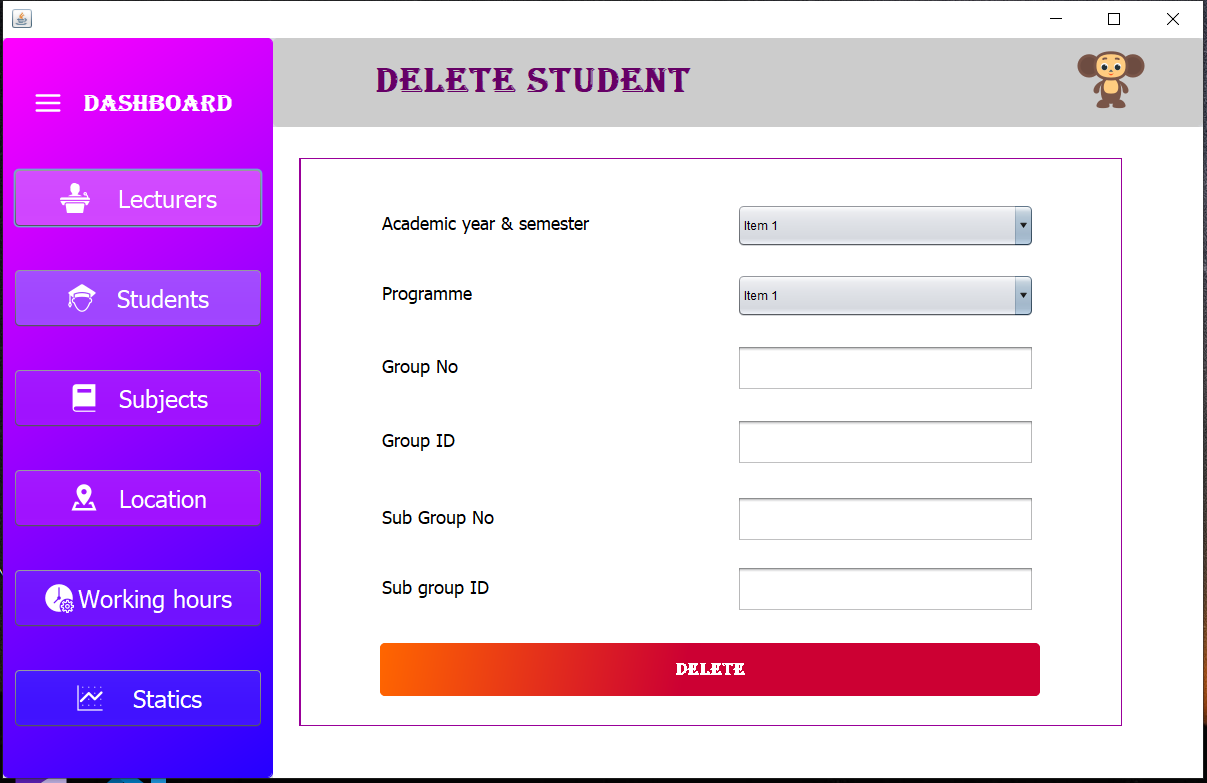 DASHBOARD
Lecturers
Students
Subjects
Location
Working hours
Statics
DELETE STUDENT
Academic year & semester
Item 1
Programme
Item 1
Group No
Group ID
Sub Group No
Sub group ID
DELETE